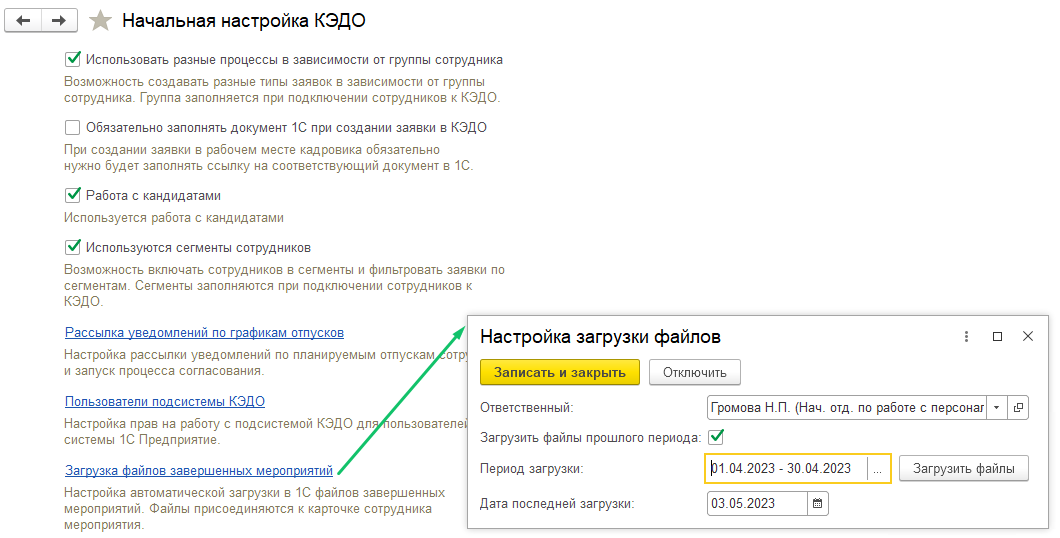 Начальная настройка КЭДО
Использовать разные процессы в зависимости от группы сотрудника
Возможность создавать разные типы заявок в зависимости от группы
сотрудника. Группа заполняется при подключении сотрудников к КЭДО.
Обязательно заполнять документ 1С при создании заявки в КЭДО
При создании заявки в рабочем месте кадровика обязательно
нужно будет заполнять ссылку на соответствующий документ в 1С.
Работа с кандидатами
Используется работа с кандидатами
Используются сегменты сотрудников
Возможность включать сотрудников в сегменты и фильтровать заявки по
сегментам. Сегменты заполняются при подключении сотрудников к
КЭДО.
Рассылка уведомлений по графикам отпусков
Настройка рассылки уведомлений по планируемым отпускам сотру
и запуск процесса согласования.
Пользователи подсистемы КЭДО
Настройка прав на работу с подсистемой КЭДО для пользователей
системы 1С Предприятие.
Загрузка файлов завершенных мероприятий
Настройка автоматической загрузки в 1С файлов завершенных
мероприятий. Файлы присоединяются к карточке сотрудника
мероприятия.
Настройка загрузки файлов
Записать и закрыть
Отключить
Ответственный:
Громова Н.П. (Нач. отд. по работе с персонал
Загрузить файлы прошлого периода:
Период загрузки:
01.04.2023 - 30.04.2023
...
Загрузить файлы
Дата последней загрузки:
03.05.2023